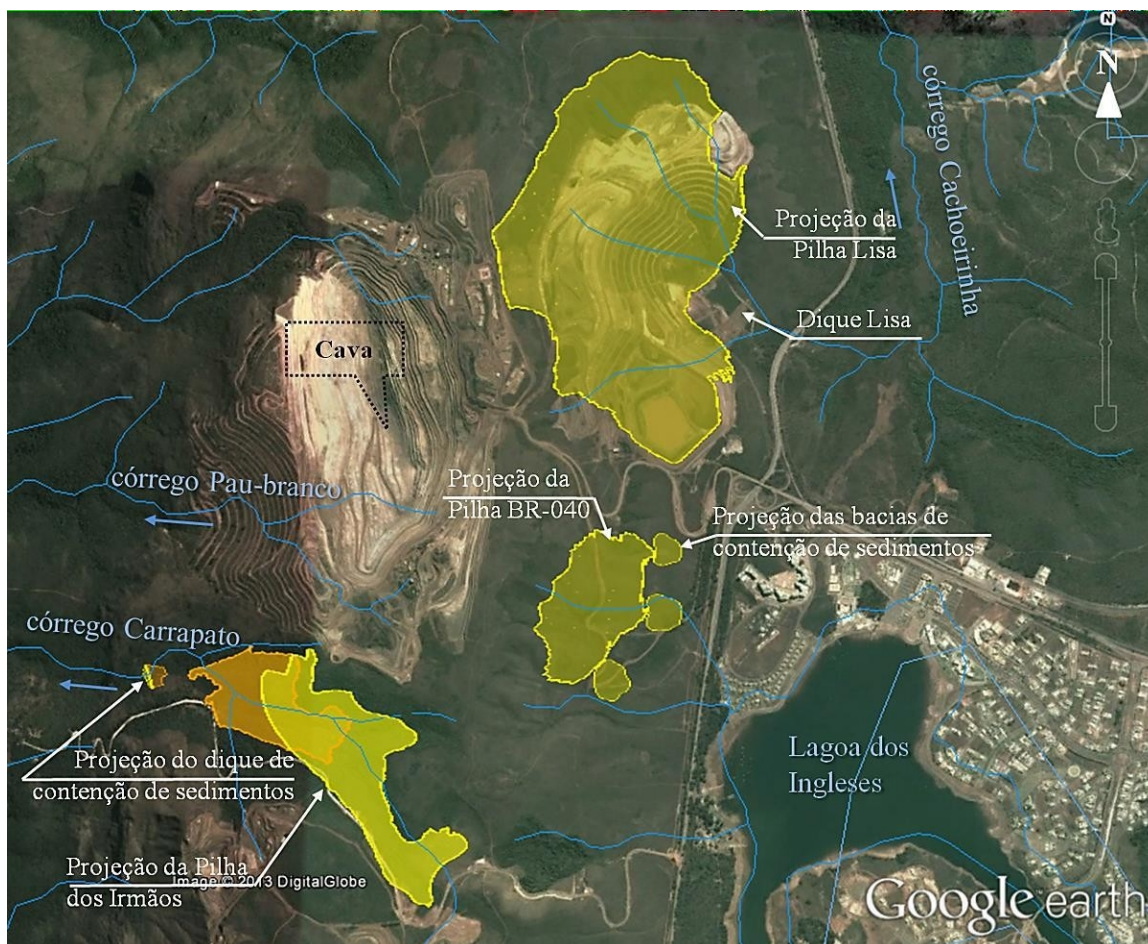 N
N
córrego Cachoeirinha
Projeção da
Pilha Lisa
Dique Lisa
Cava
Projeção da
Pilha BR-040
córrego Pau-branco
Projeção das bacias de
contenção de sedimentos
córrego Carrapato
Projeção do dique de
contenção de sedimentos
Lagoa dos
Ingleses
Projeção da Pilha
dos Irmãos
Image © 2013 DigitalGlobe
Google earth